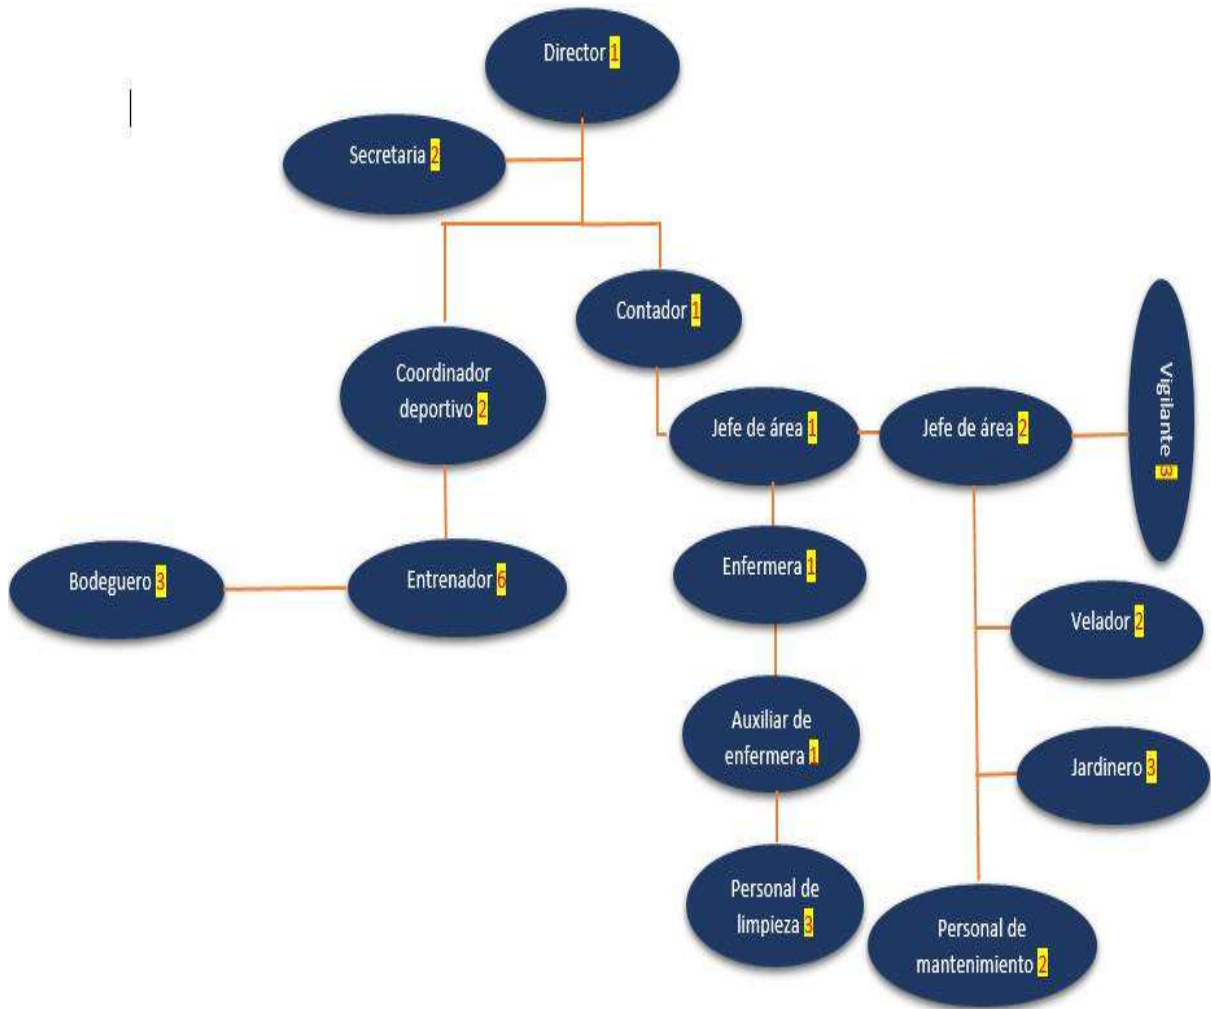 Director 1
Secretaria 2
Contador 1
Coordinador
deportivo 2
Jefe de área 1
Jefe de área 2
Vigilante 3
Bodeguero 3
Entrenador 6
Enfermera 1
Velador 2
Auxiliar de
enfermera 1
Jardinero 3
Personal de
limpieza 3
Personal de
mantenimiento 2